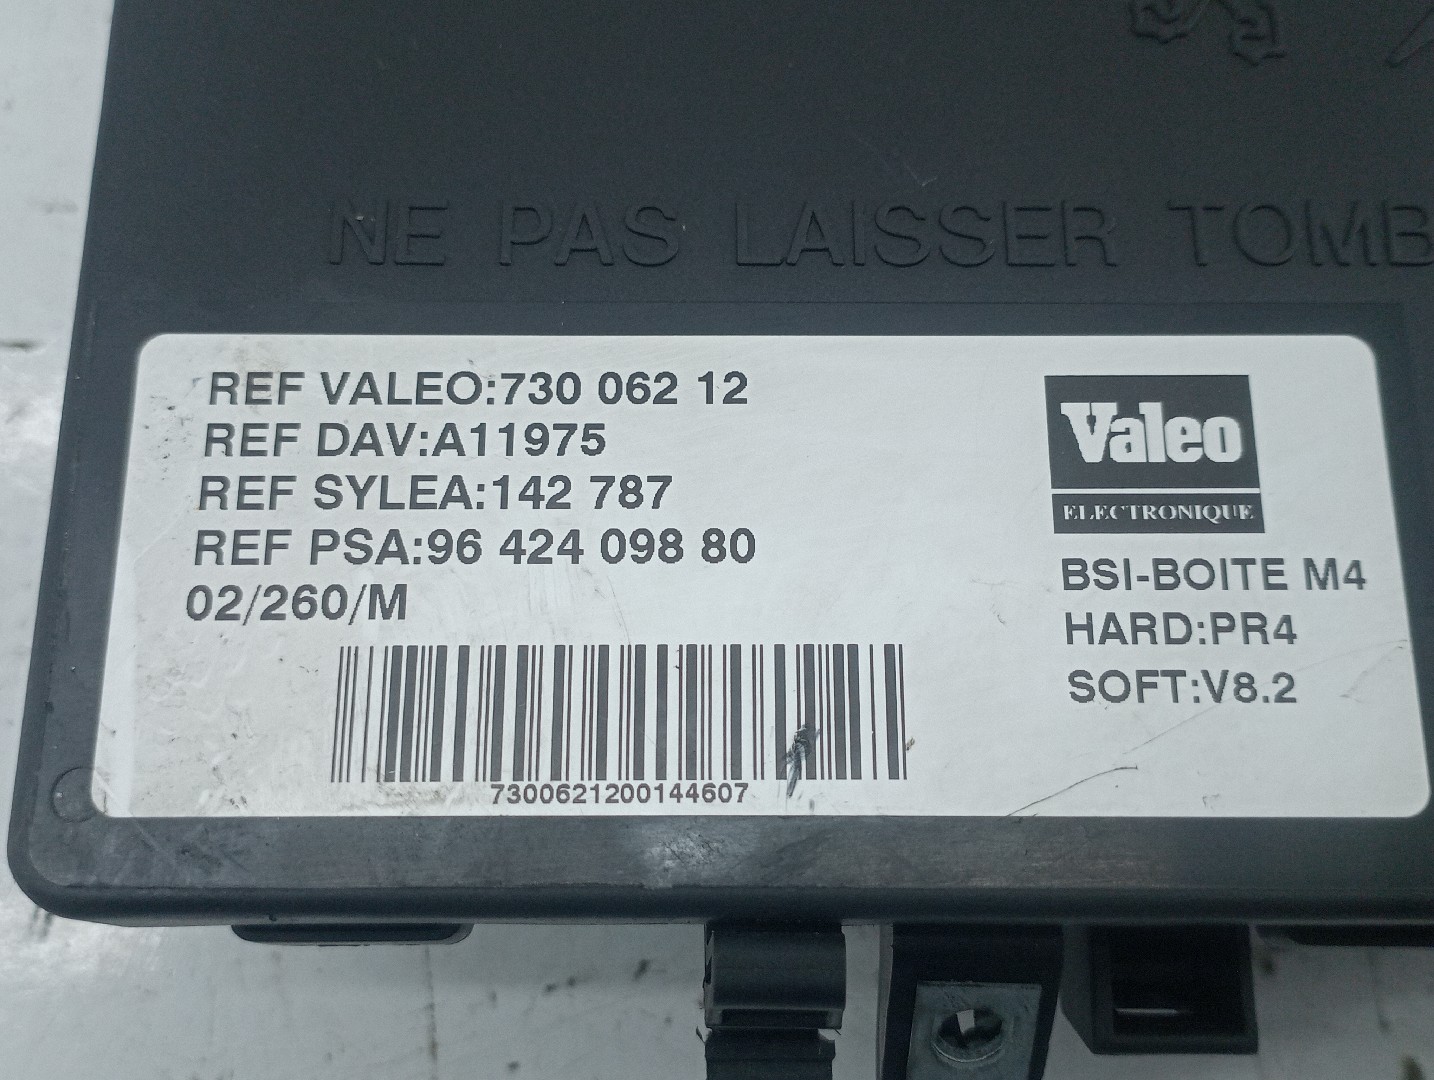 NE PAS LAISSER TOMB
REF VALEO:730 062 12
REF DAV:A11975
REF SYLEA:142 787
REF PSA:96 424 098 80
02/260/M
7300621200144607
Valeo
ELECTRONIQUE
BSI-BOITE M4
HARD:PR4
SOFT:V8.2